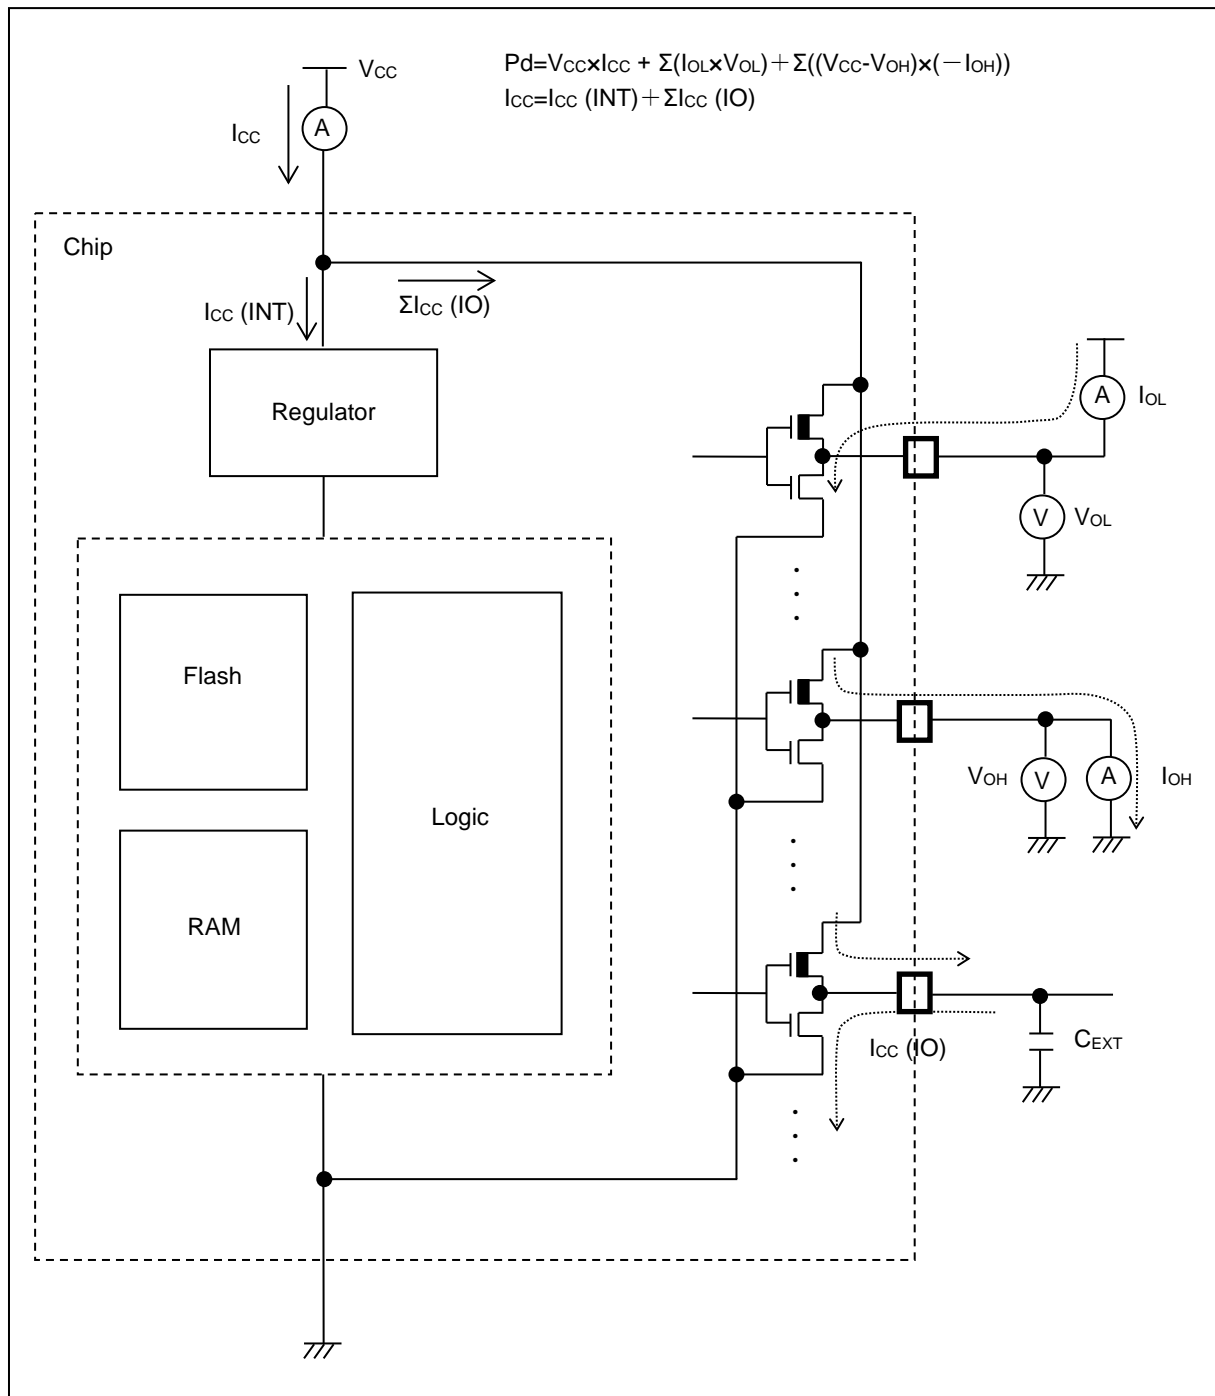 Pd=VCC×ICC + Σ(IOL×VOL)＋Σ((VCC-VOH)×(－IOH))
ICC=ICC (INT)＋ΣICC (IO)
VCC
A
ICC
Chip
ICC (INT)
ΣICC (IO)
Regulator
A
IOL
V
VOL
Flash
Logic
RAM
VOH
V
A
IOH
ICC (IO)
CEXT